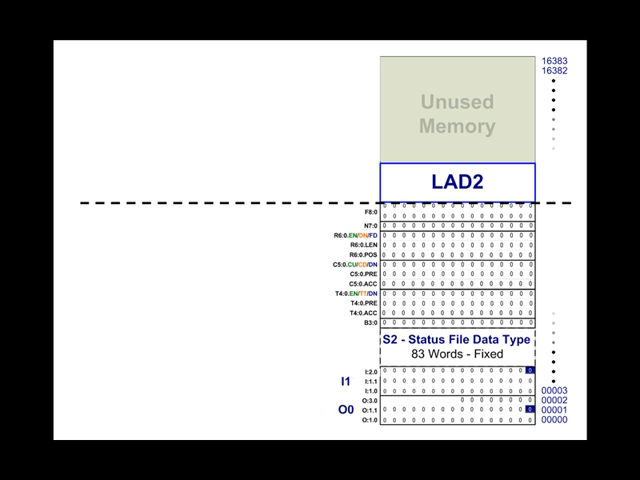 16383
16382
Unused
Memory
LAD2
F8:0
N7:0
R6:0.EN/DN/FD
R6:0.LEN
R6:0.POS
C5:0.CU/CD/DN
C5:0.PRE
C5:0.ACC
T4:0.EN/TT/DN
T4:0.PRE
T4:0.ACC
B3:0
S2 - Status File Data Type
83 Words - Fixed
I1
I:2.0
I:1.1
I:1.0
00003
O0
O:3.0
00002
O:1.1
00001
O:1.0
00000